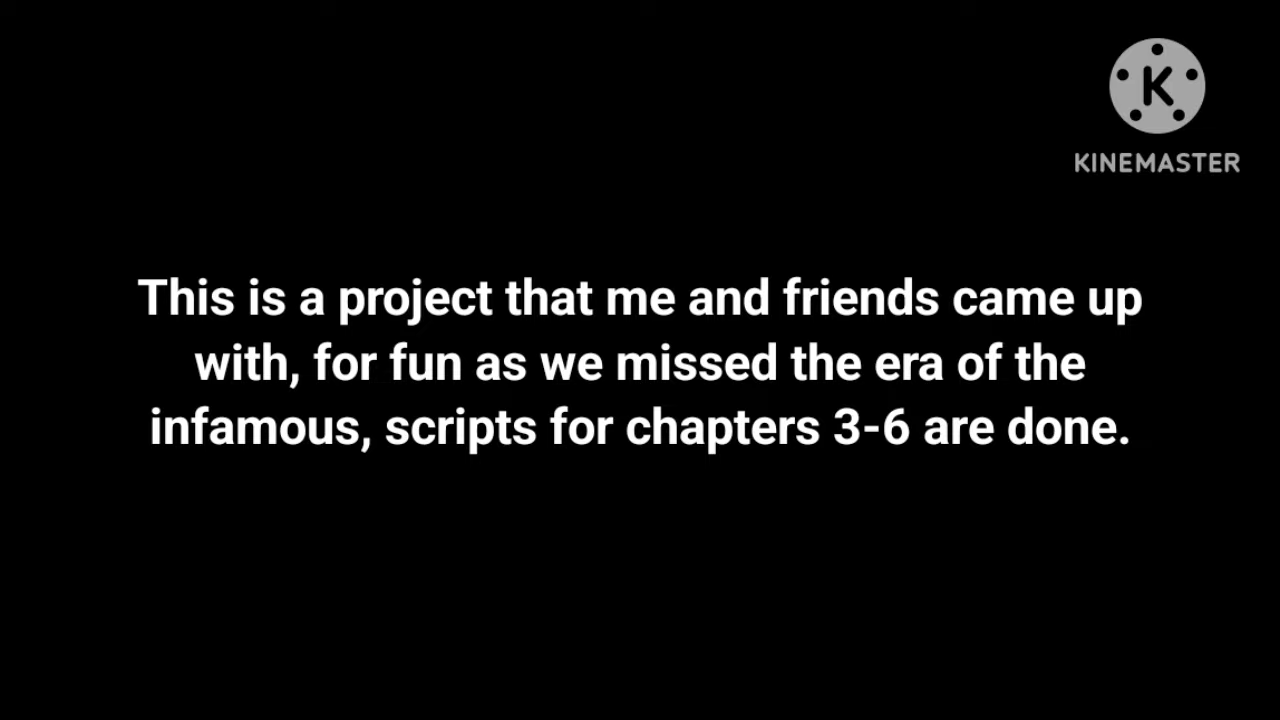 K
KINEMASTER
This is a project that me and friends came up
with, for fun as we missed the era of the
infamous, scripts for chapters 3-6 are done.